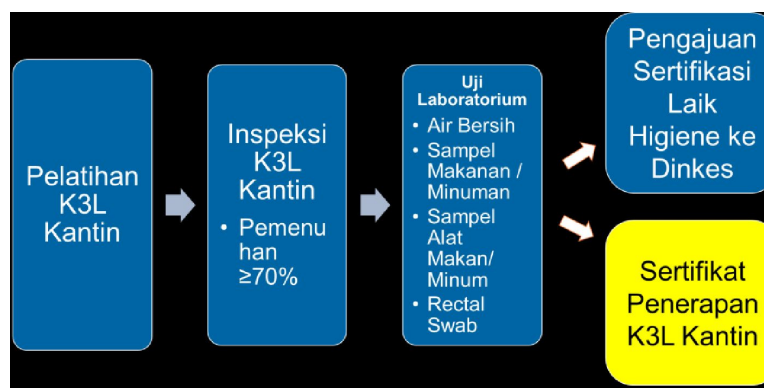 Pelatihan
K3L
Kantin
Inspeksi
K3L
Kantin
• Pemenu
han
≥70%
Uji
Laboratorium
• Air Bersih
• Sampel
Makanan /
Minuman
• Sampel
Alat
Makan/
Minum
• Rectal
Swab
Pengajuan
Sertifikasi
Laik
Higiene ke
Dinkes
Sertifikat
Penerapan
K3L Kantin